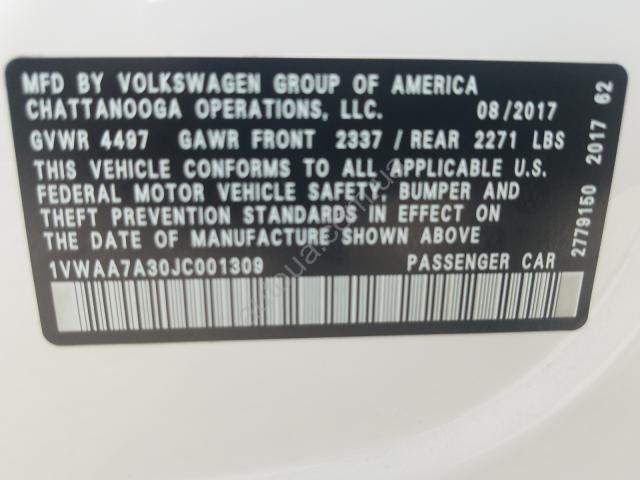 MFD BY VOLKSWAGEN GROUP OF AMERICA
CHATTANOOGA OPERATIONS, LLC. 08/2017
GVWR 4497 GAWR FRONT 2337 / REAR 2271 LBS
THIS VEHICLE CONFORMS TO ALL APPLICABLE U.S.
FEDERAL MOTOR VEHICLE SAFETY, BUMPER AND
THEFT PREVENTION STANDARDS IN EFFECT ON
THE DATE OF MANUFACTURE SHOWN ABOVE
1VWAA7A30JC001309 PASSENGER CAR
2779150 2017 62